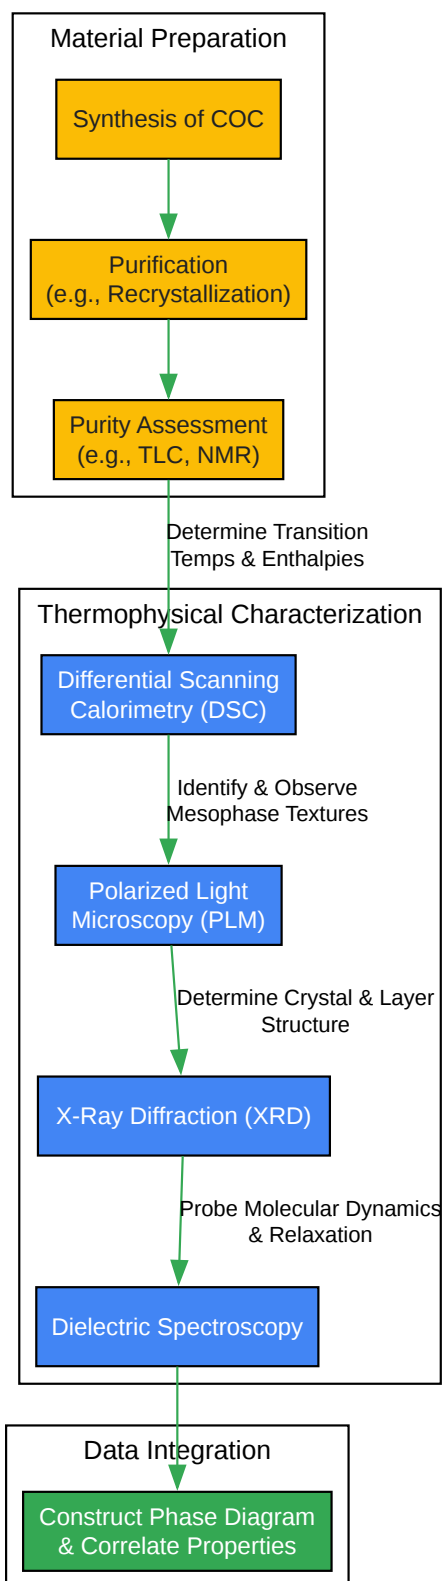 Material Preparation
Synthesis of COC
Purification
(e.g., Recrystallization)
Purity Assessment
(e.g., TLC, NMR)
Determine Transition
Temps & Enthalpies
Thermophysical Characterization
Differential Scanning
Calorimetry (DSC)
Identify & Observe
Mesophase Textures
Polarized Light
Microscopy (PLM)
Determine Crystal & Layer
Structure
X-Ray Diffraction (XRD)
Probe Molecular Dynamics
& Relaxation
Dielectric Spectroscopy
Data Integration
Construct Phase Diagram
& Correlate Properties